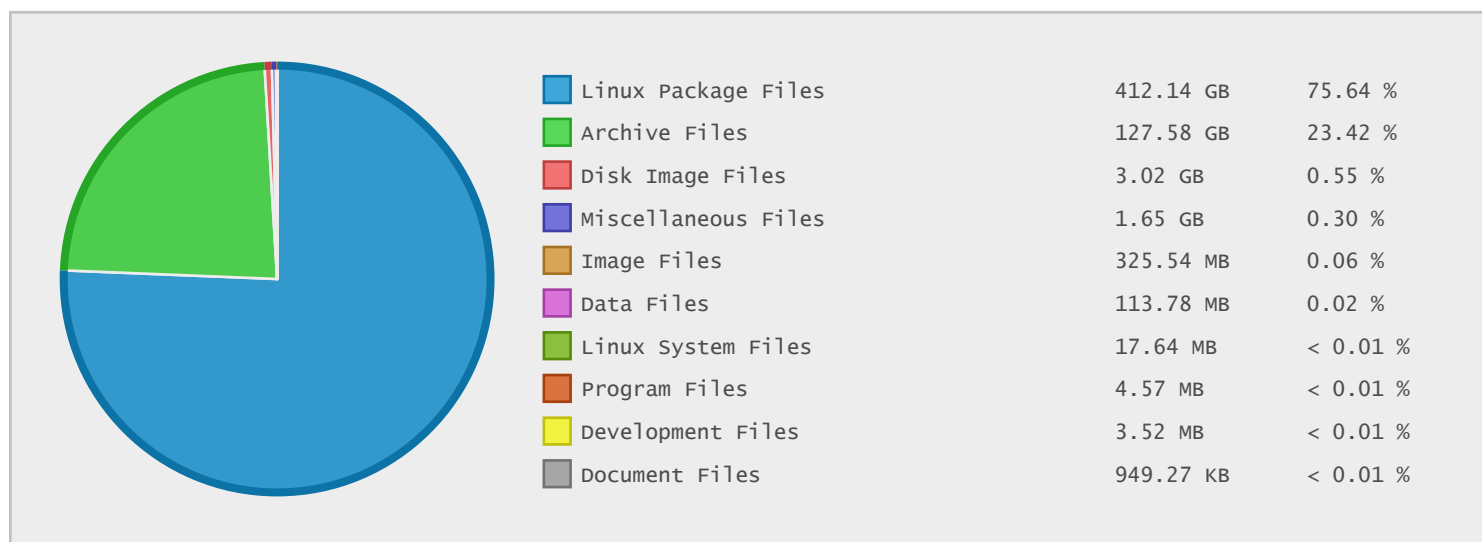 Linux Package Files 412.14 GB 75.64 %
Archive Files 127.58 GB 23.42 %
Disk Image Files 3.02 GB 0.55 %
Miscellaneous Files 1.65 GB 0.30 %
Image Files 325.54 MB 0.06 %
Data Files 113.78 MB 0.02 %
Linux System Files 17.64 MB < 0.01 %
Program Files 4.57 MB < 0.01 %
Development Files 3.52 MB < 0.01 %
Document Files 949.27 KB < 0.01 %